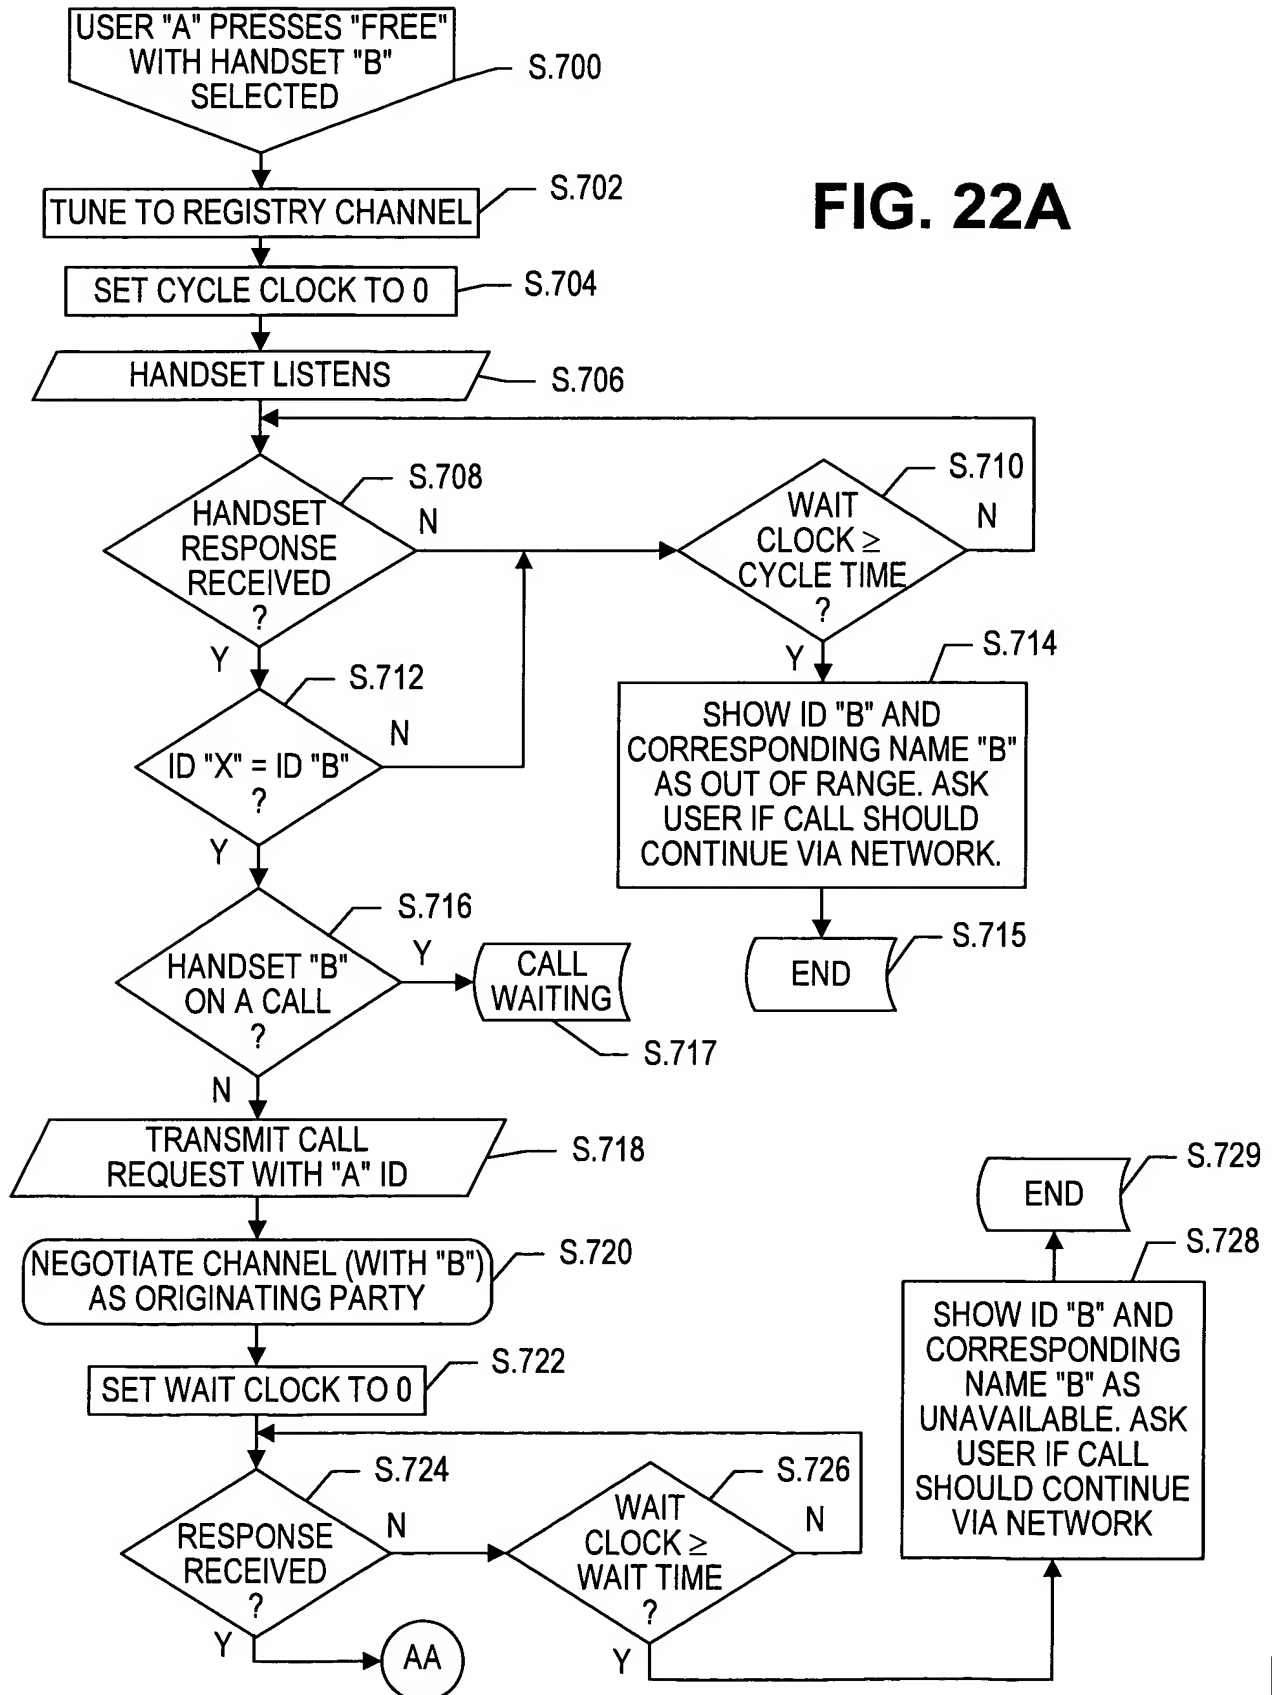 USER "A" PRESSES "FREE"
WITH HANDSET "B"
SELECTED
S.700
FIG. 22A
TUNE TO REGISTRY CHANNEL
S.702
SET CYCLE CLOCK TO 0
S.704
HANDSET LISTENS
S.706
HANDSET
RESPONSE
RECEIVED
?
S.708
N
Y
WAIT
CLOCK ≥
CYCLE TIME
?
S.710
N
Y
ID "X" = ID "B"
?
S.712
N
Y
SHOW ID "B" AND
CORRESPONDING NAME "B"
AS OUT OF RANGE. ASK
USER IF CALL SHOULD
CONTINUE VIA NETWORK.
S.714
END
S.715
HANDSET "B"
ON A CALL
?
S.716
Y
N
CALL
WAITING
S.717
TRANSMIT CALL
REQUEST WITH "A" ID
S.718
NEGOTIATE CHANNEL (WITH "B")
AS ORIGINATING PARTY
S.720
SET WAIT CLOCK TO 0
S.722
RESPONSE
RECEIVED
?
S.724
N
Y
AA
WAIT
CLOCK ≥
WAIT TIME
?
S.726
N
Y
SHOW ID "B" AND
CORRESPONDING
NAME "B" AS
UNAVAILABLE. ASK
USER IF CALL
SHOULD CONTINUE
VIA NETWORK
S.728
END
S.729